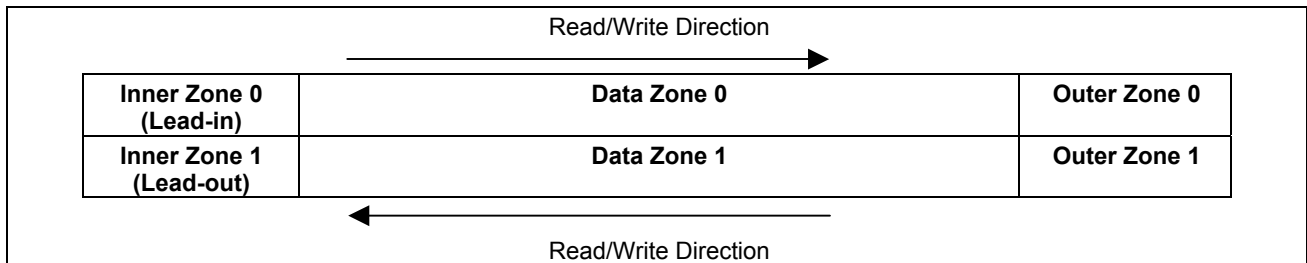 Read/Write Direction
Inner Zone 0 (Lead-in)
Data Zone 0
Outer Zone 0
Inner Zone 1 (Lead-out)
Data Zone 1
Outer Zone 1
Read/Write Direction